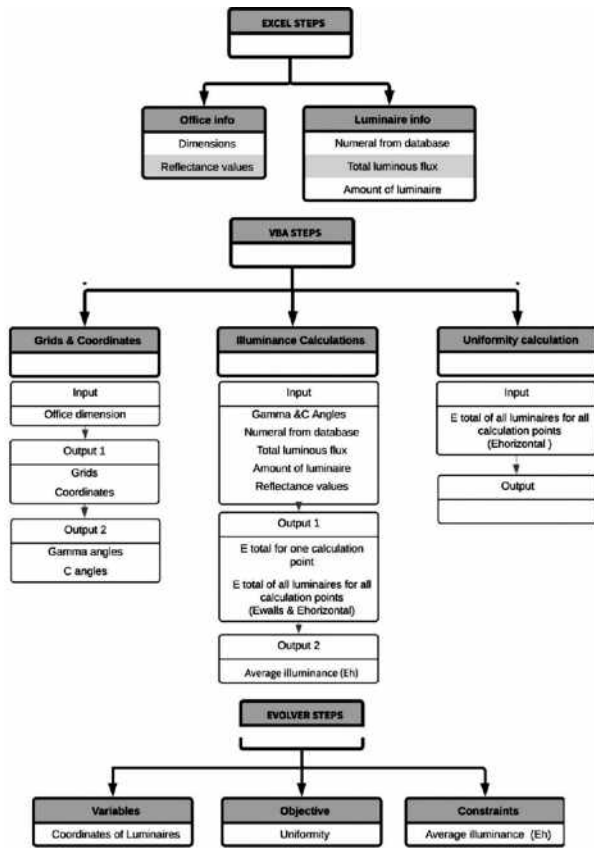 EXCEL STEPS
Office info
Dimensions
Reflectance values
Luminaire info
Numeral from database
Total luminous flux
Amount of luminaire
VBA STEPS
Grids & Coordinates
Input
Office dimension
Output 1
Grids
Coordinates
Output 2
Gamma angles
C angles
Illuminance Calculations
Input
Gamma &C Angles
Numeral from database
Total luminous flux
Amount of luminaire
Reflectance values
Output 1
E total for one calculation
point
E total of all luminaires for all
calculation points
(Ewalls & Ehorizontal)
Output 2
Average illuminance (Eh)
Uniformity calculation
Input
E total of all luminaires for all
calculation points
(Ehorizontal )
Output
EVOLVER STEPS
Variables
Coordinates of Luminaires
Objective
Uniformity
Constraints
Average illuminance (Eh)